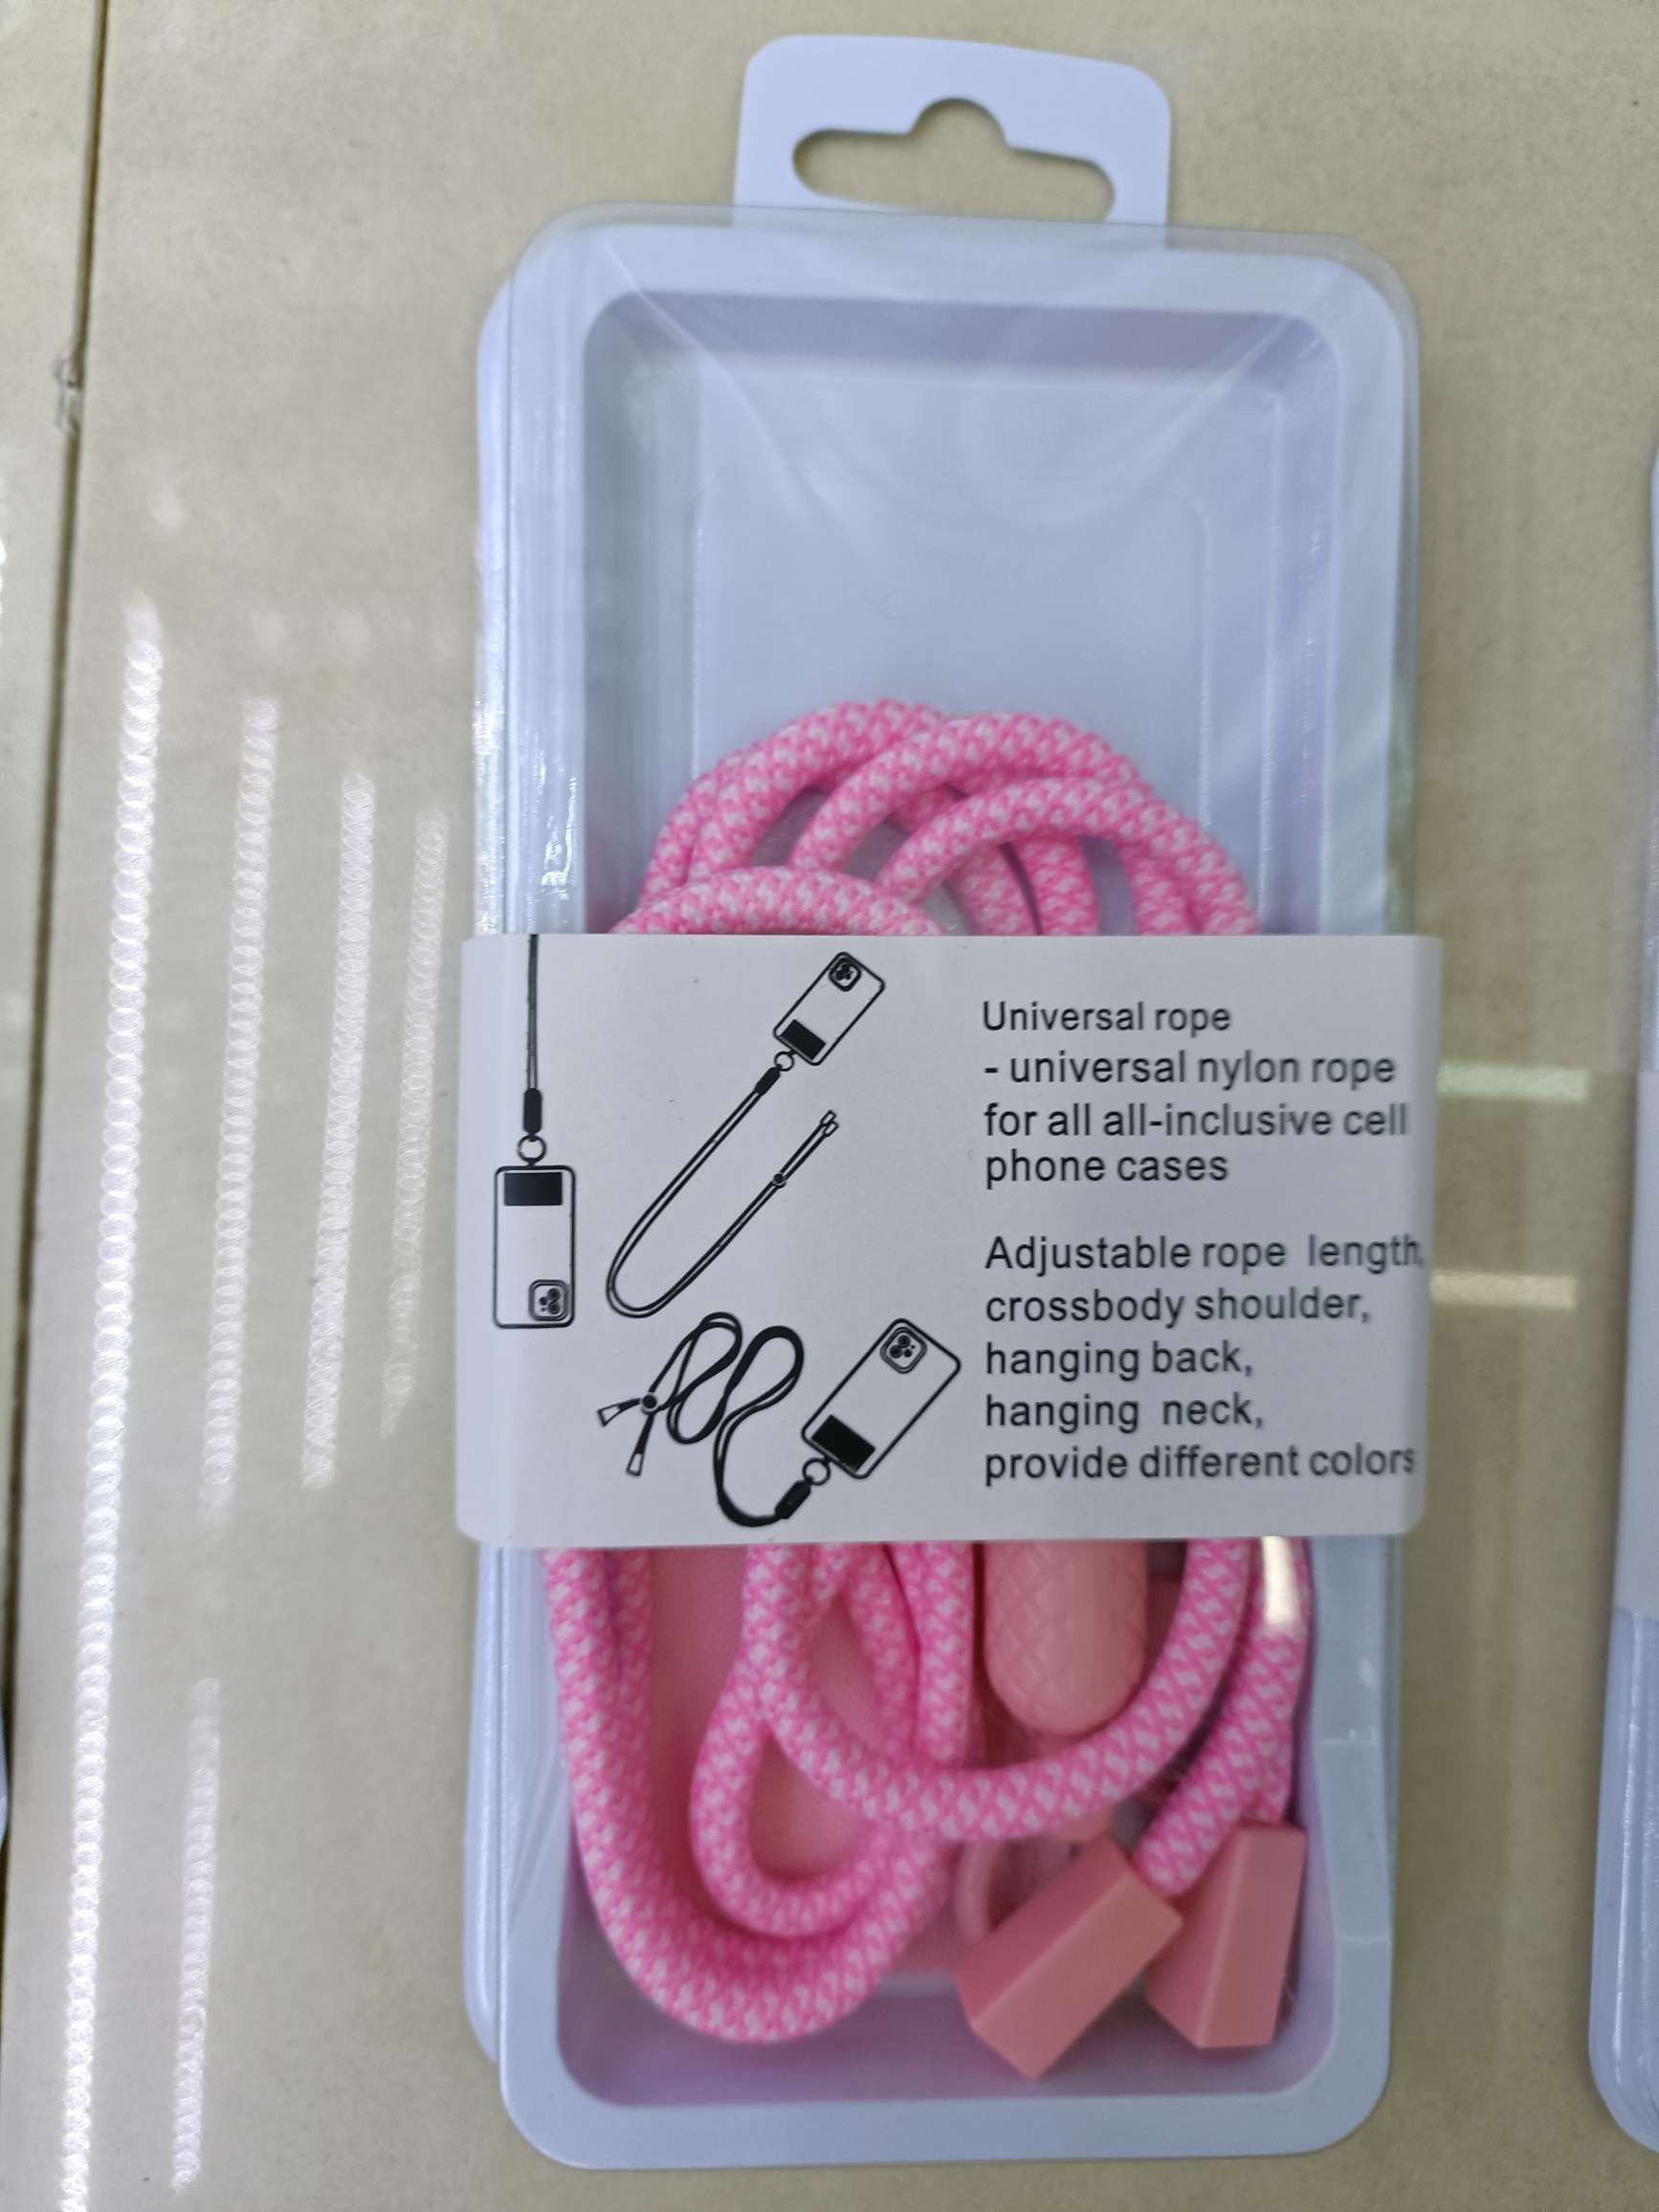 Universal rope
- universal nylon rope
for all all-inclusive cell
phone cases
Adjustable rope length,
crossbody shoulder,
hanging back,
hanging neck,
provide different colors